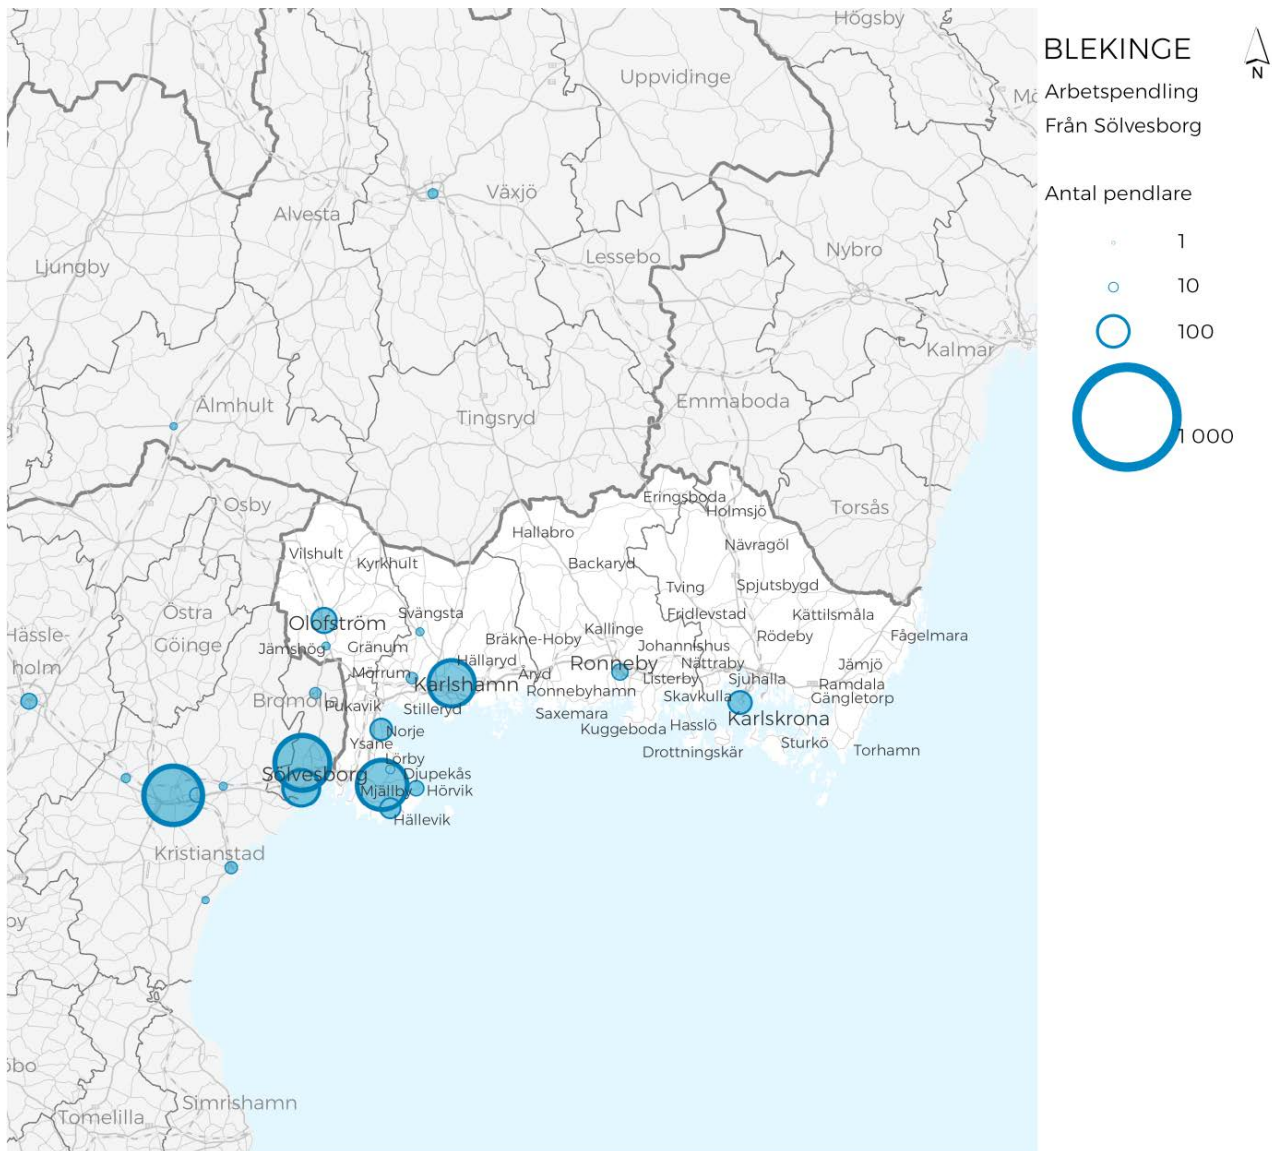 BLEKINGE
N
Arbetspendling
Från Sölvesborg
Antal pendlare
1
10
100
1 000
Högsby
Uppvidinge
Växjö
Alvesta
Lessebo
Nybro
Ljungby
Kalmar
Älmhult
Emmaboda
Tingsryd
Osby
Eringsboda
Holmsjö
Torsås
Hallabro
Nävragöl
Vilshult
Kyrkhult
Backaryd
Tving
Spjutsbygd
Östra
Göinge
Svängsta
Fridlevstad
Kättilsmåla
Olofström
Kallinge
Rödeby
Fågelmara
Hässle-
holm
Bräkne-Hoby
Johannishus
Jämshög
Gränum
Hällaryd
Ronneby
Nättraby
Jämjö
Mörrum
Åryd
Listerby
Sjuhalla
Karlshamn
Ronnebyhamn
Ramdala
Skavkulla
Gängletorp
Bromölla
Pukavik
Stilleryd
Saxemara
Karlskrona
Kuggeboda
Hasslö
Norje
Ysane
Sturkö
Drottningskär
Torhamn
Lörby
Sölvesborg
Djupekås
Mjällby
Hörvik
Hällevik
Kristianstad
Simrishamn
Tomelilla